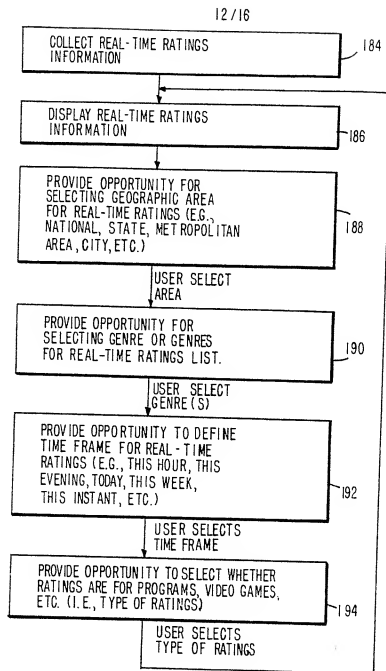 12/16
COLLECT REAL-TIME RATINGS
INFORMATION
184
DISPLAY REAL-TIME RATINGS
INFORMATION
186
PROVIDE OPPORTUNITY FOR
SELECTING GEOGRAPHIC AREA
FOR REAL-TIME RATINGS (E.G.,
NATIONAL, STATE, METROPOLITAN
AREA, CITY, ETC.)
188
USER SELECT
AREA
PROVIDE OPPORTUNITY FOR
SELECTING GENRE OR GENRES
FOR REAL-TIME RATINGS LIST.
190
USER SELECT
GENRE(S)
PROVIDE OPPORTUNITY TO DEFINE
TIME FRAME FOR REAL-TIME
RATINGS (E.G., THIS HOUR, THIS
EVENING, TODAY, THIS WEEK,
THIS INSTANT, ETC.)
192
USER SELECTS
TIME FRAME
PROVIDE OPPORTUNITY TO SELECT WHETHER
RATINGS ARE FOR PROGRAMS, VIDEO GAMES,
ETC. (I.E., TYPE OF RATINGS)
194
USER SELECTS
TYPE OF RATINGS